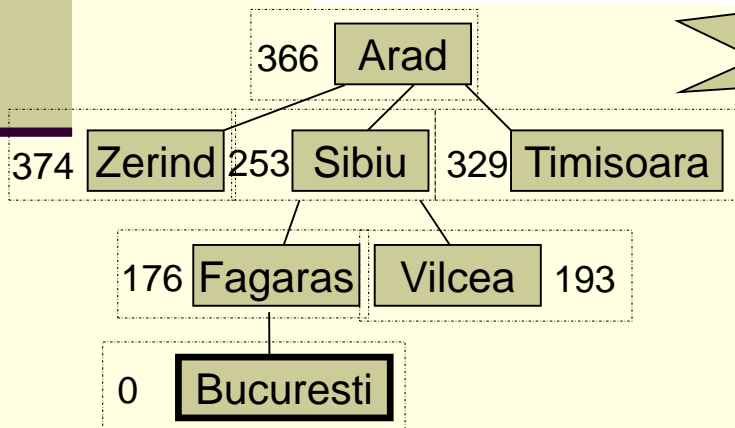 366 Arad
374 Zerind 253 Sibiu 329 Timisoara
176 Fagaras Vilcea 193
0 Bucuresti